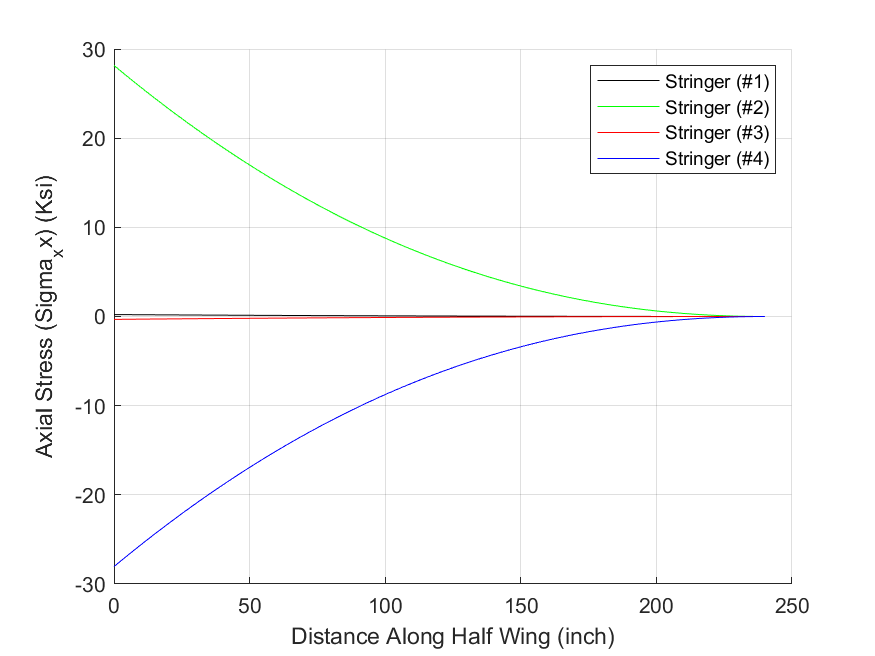 30
20
10
0
-10
-20
-30
0
50
100
150
200
250
Axial Stress (Sigma_x x) (Ksi)
Distance Along Half Wing (inch)
Stringer (#1)
Stringer (#2)
Stringer (#3)
Stringer (#4)